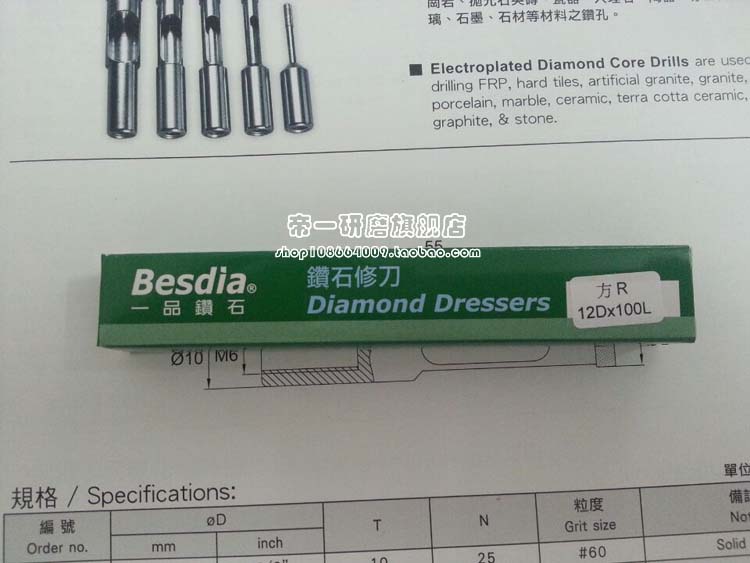 璃、石墨、石材等材料之鑽孔。
■ Electroplated Diamond Core Drills are used
drilling FRP, hard tiles, artificial granite, granite,
porcelain, marble, ceramic, terra cotta ceramic,
graphite, & stone.
帝一研磨旗舰店
shop108664009.taobao.com
55
Besdia®
一品鑽石
鑽石修刀
Diamond Dressers
方 R
12Dx100L
Ø10 M6
規格 / Specifications:
單位
編 號 øD T N 粒度 備註
Order no. mm inch Grit size Not
10 25 #60 Solid